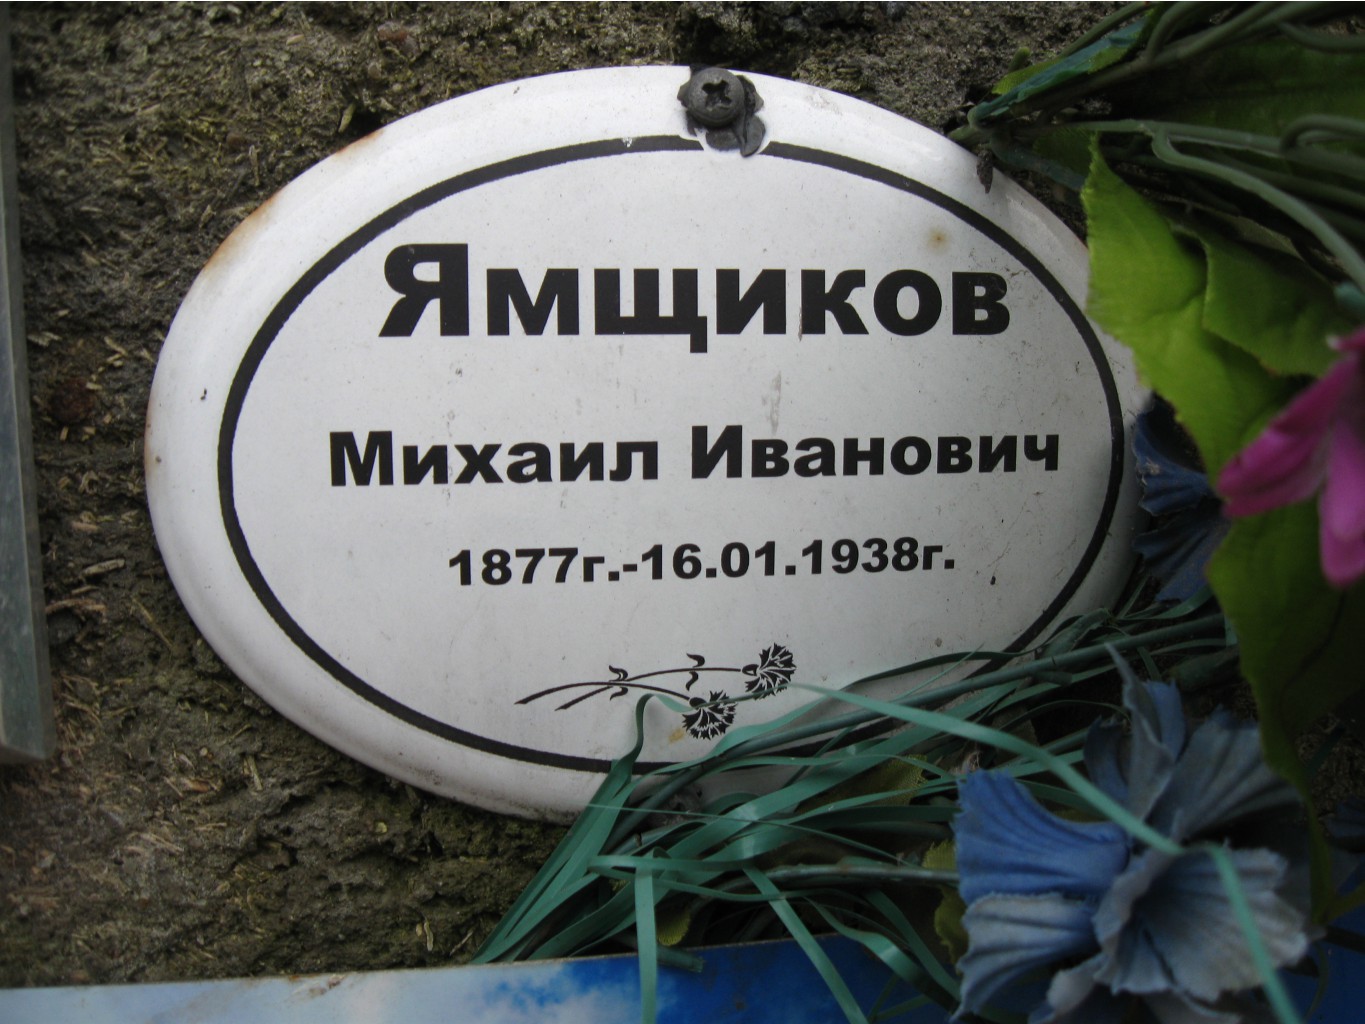 Ямщиков
Михаил Иванович
1877г.-16.01.1938г.